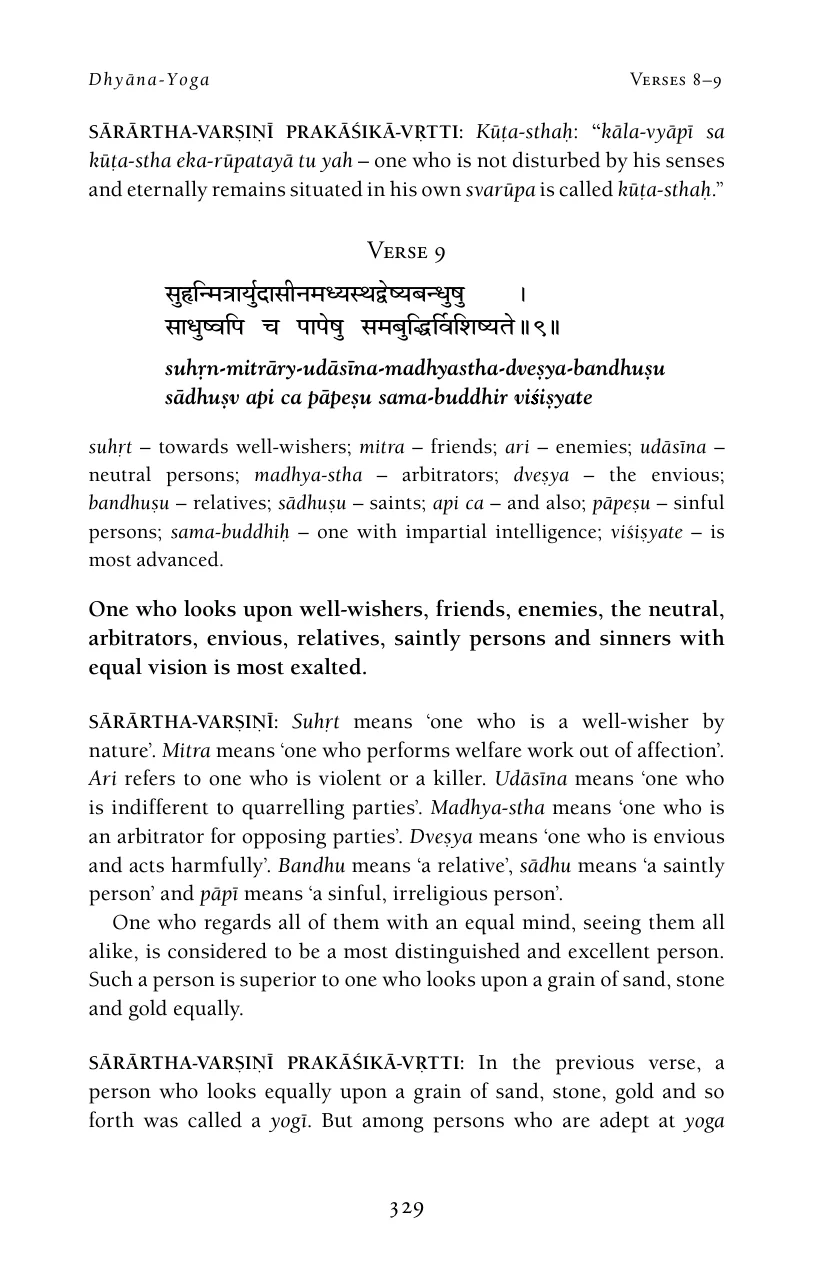 Dhyāna-Yoga Verses 8–9
SĀRĀRTHA-VARṢIṆĪ PRAKĀŚIKĀ-VṚTTI: Kūṭa-sthaḥ: “kāla-vyāpī sa
kūṭa-stha eka-rūpatayā tu yah – one who is not disturbed by his senses
and eternally remains situated in his own svarūpa is called kūṭa-sthaḥ.”
Verse 9
सुहृन्मित्रार्युदासीनमध्यस्थद्वेष्यबन्धुषु ।
साधुष्वपि च पापेषु समबुद्धिर्विशिष्यते॥९॥
suhṛn-mitrāry-udāsīna-madhyastha-dveṣya-bandhuṣu
sādhuṣv api ca pāpeṣu sama-buddhir viśiṣyate
suhṛt – towards well-wishers; mitra – friends; ari – enemies; udāsīna –
neutral persons; madhya-stha – arbitrators; dveṣya – the envious;
bandhuṣu – relatives; sādhuṣu – saints; api ca – and also; pāpeṣu – sinful
persons; sama-buddhiḥ – one with impartial intelligence; viśiṣyate – is
most advanced.
One who looks upon well-wishers, friends, enemies, the neutral,
arbitrators, envious, relatives, saintly persons and sinners with
equal vision is most exalted.
SĀRĀRTHA-VARṢIṆĪ: Suhṛt means ‘one who is a well-wisher by
nature’. Mitra means ‘one who performs welfare work out of affection’.
Ari refers to one who is violent or a killer. Udāsīna means ‘one who
is indifferent to quarrelling parties’. Madhya-stha means ‘one who is
an arbitrator for opposing parties’. Dveṣya means ‘one who is envious
and acts harmfully’. Bandhu means ‘a relative’, sādhu means ‘a saintly
person’ and pāpī means ‘a sinful, irreligious person’.
One who regards all of them with an equal mind, seeing them all
alike, is considered to be a most distinguished and excellent person.
Such a person is superior to one who looks upon a grain of sand, stone
and gold equally.
SĀRĀRTHA-VARṢIṆĪ PRAKĀŚIKĀ-VṚTTI: In the previous verse, a
person who looks equally upon a grain of sand, stone, gold and so
forth was called a yogī. But among persons who are adept at yoga
329